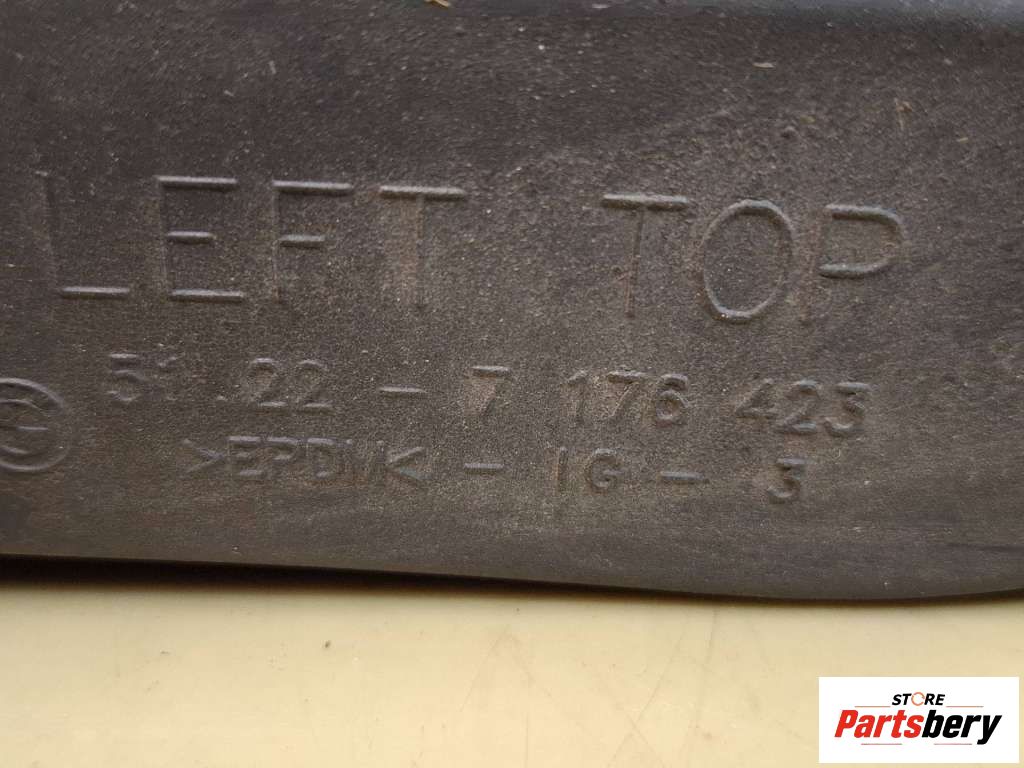 LEFT TOP
51.22 - 7 176 423
>EPDM< - IG - 3
STORE
Partsbery